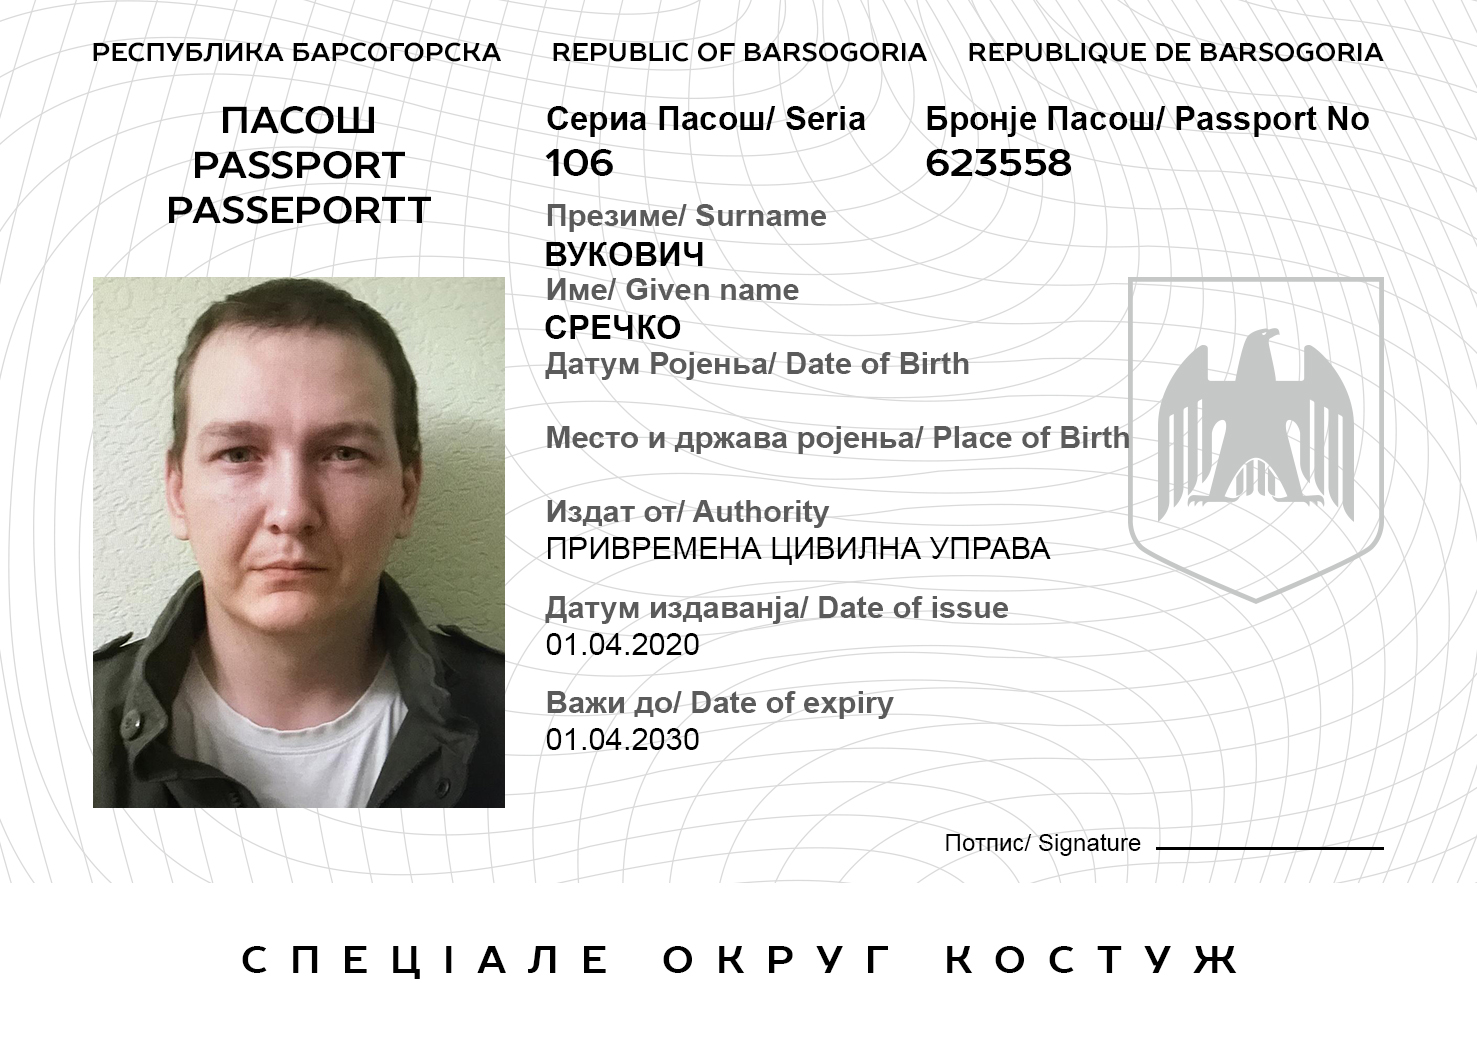 РЕСПУБЛИКА БАРСОГОРСКА REPUBLIC OF BARSOGORIA REPUBLIQUE DE BARSOGORIA
ПАСОШ
PASSPORT
PASSEPORTT
Сериа Пасош/ Seria
106
Бронје Пасош/ Passport No
623558
Презиме/ Surname
ВУКОВИЧ
Име/ Given name
СРЕЧКО
ДатумРојења/ Date of Birth
Место и држава ројења/ Place of Birth
Издат от/ Authority
ПРИВРЕМЕНА ЦИВИЛНА УПРАВА
Датум издаванја/ Date of issue
01.04.2020
Важи до/ Date of expiry
01.04.2030
Потпис/ Signature
СПЕЦІАЛЕ ОКРУГ КОСТУЖ